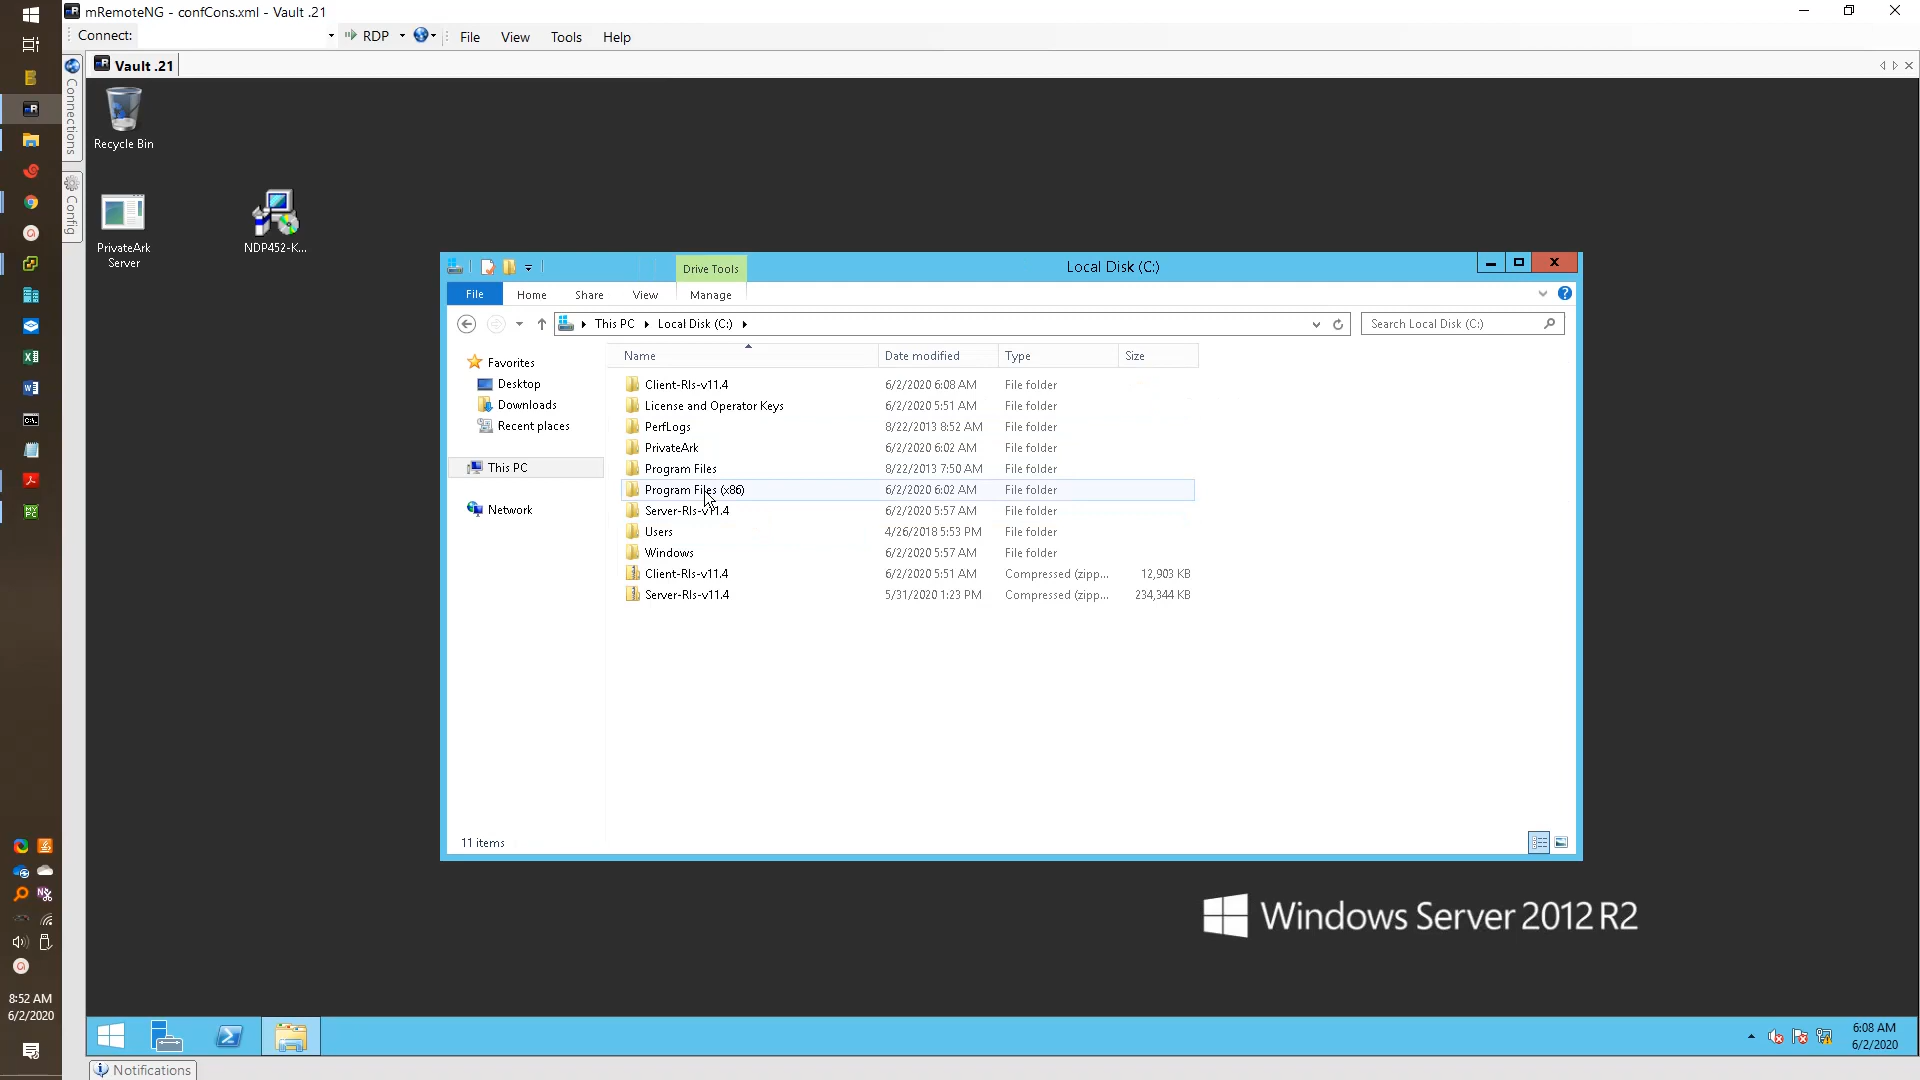 mRemoteNG - confCons.xml - Vault .21
Connect:
RDP
File
View
Tools
Help
Vault .21
Connections
Config
Recycle Bin
PrivateArk
Server
NDP452-K...
Drive Tools
Local Disk (C:)
File
Home
Share
View
Manage
This PC
Local Disk (C:)
Search Local Disk (C:)
Name
Date modified
Type
Size
Favorites
Desktop
Downloads
Recent places
This PC
Network
Client-Rls-v11.4 6/2/2020 6:08 AM File folder
License and Operator Keys 6/2/2020 5:51 AM File folder
PerfLogs 8/22/2013 8:52 AM File folder
PrivateArk 6/2/2020 6:02 AM File folder
Program Files 8/22/2013 7:50 AM File folder
Program Files (x86) 6/2/2020 6:02 AM File folder
Server-Rls-v11.4 6/2/2020 5:57 AM File folder
Users 4/26/2018 5:53 PM File folder
Windows 6/2/2020 5:57 AM File folder
Client-Rls-v11.4 6/2/2020 5:51 AM Compressed (zipp... 12,903 KB
Server-Rls-v11.4 5/31/2020 1:23 PM Compressed (zipp... 234,344 KB
11 items
Windows Server 2012 R2
8:52 AM
6/2/2020
6:08 AM
6/2/2020
Notifications